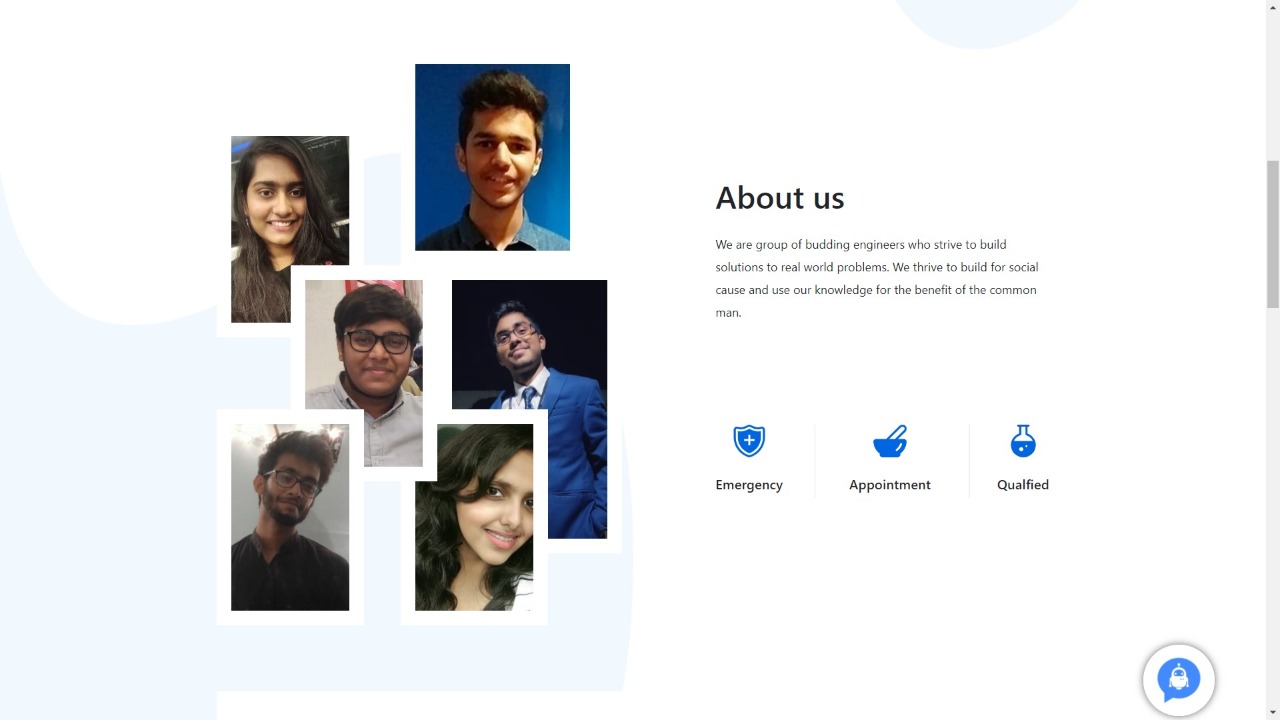 About us
We are group of budding engineers who strive to build
solutions to real world problems. We thrive to build for social
cause and use our knowledge for the benefit of the common
man.
Emergency
Appointment
Qualfied